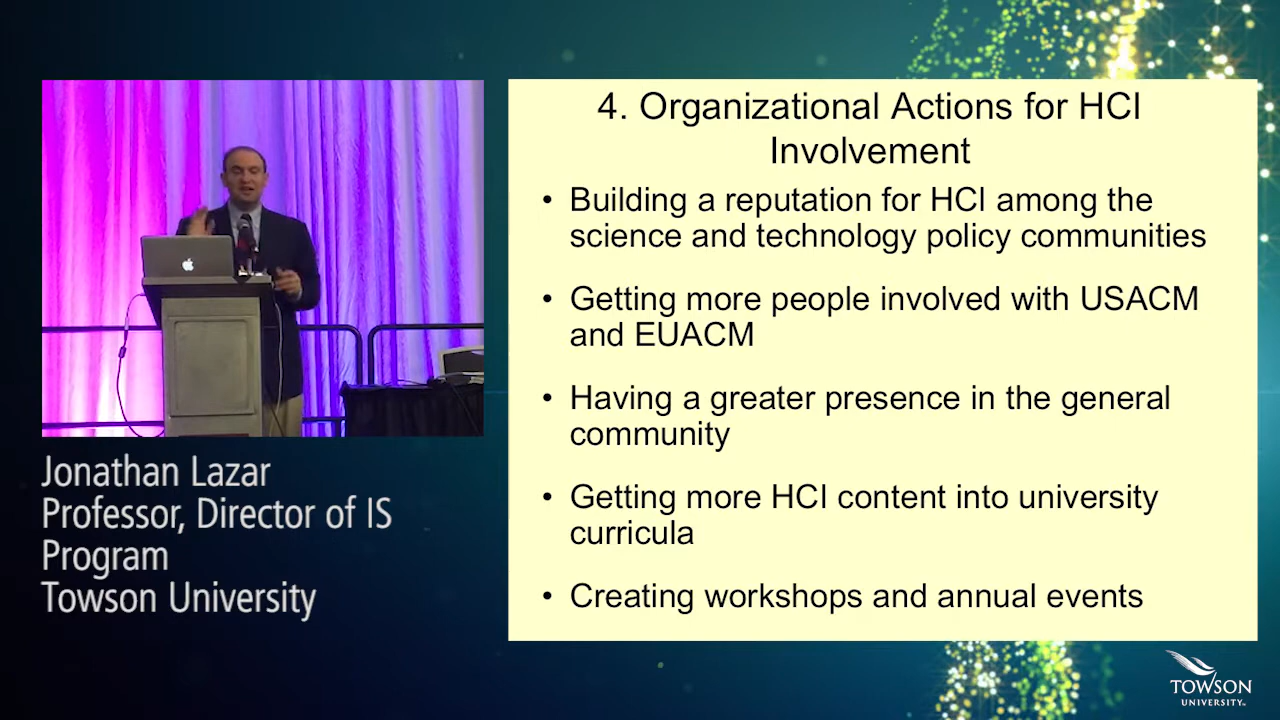 4. Organizational Actions for HCI
Involvement
• Building a reputation for HCI among the
science and technology policy communities
• Getting more people involved with USACM
and EUACM
• Having a greater presence in the general
community
• Getting more HCI content into university
curricula
• Creating workshops and annual events
Jonathan Lazar
Professor, Director of IS
Program
Towson University
TOWSON
UNIVERSITY